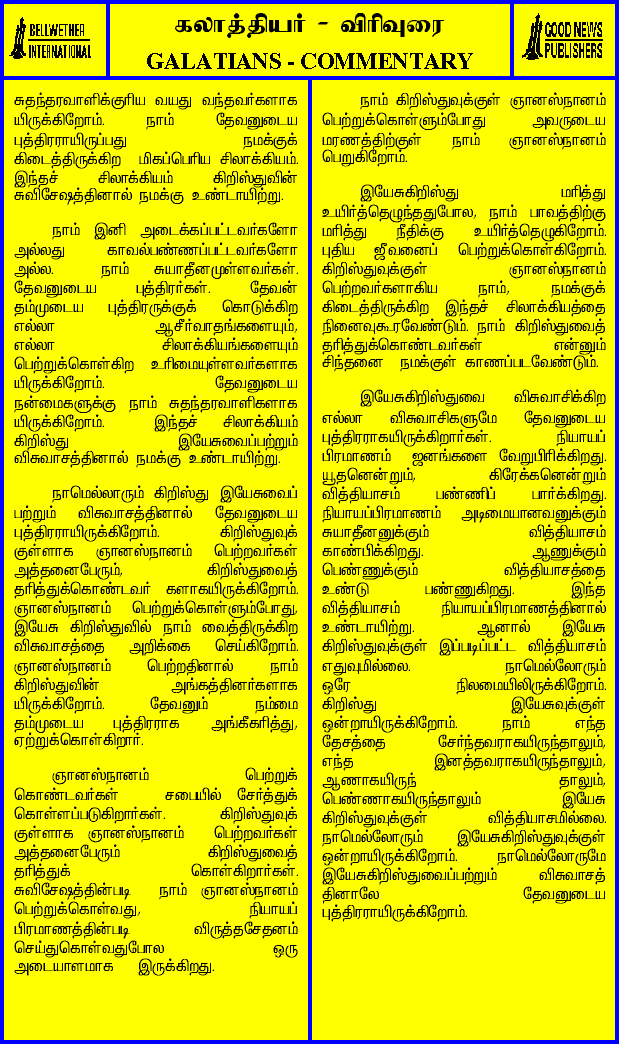 BELLWETHER
INTERNATIONAL
கலாத்தியர் - விரிவுரை
GALATIANS - COMMENTARY
GOOD NEWS
PUBLISHERS
சுதந்தரவாளிக்குரிய வயது வந்தவர்களாக
யிருக்கிறோம். நாம் தேவனுடைய
புத்திரராயிருப்பது நமக்குக்
கிடைத்திருக்கிற மிகப்பெரிய சிலாக்கியம்.
இந்தச் சிலாக்கியம் கிறிஸ்துவின்
சுவிசேஷத்தினால் நமக்கு உண்டாயிற்று.
நாம் இனி அடைக்கப்பட்டவர்களோ
அல்லது காவல்பண்ணப்பட்டவர்களோ
அல்ல. நாம் சுயாதீனமுள்ளவர்கள்.
தேவனுடைய புத்திரர்கள். தேவன்
தம்முடைய புத்திரருக்குக் கொடுக்கிற
எல்லா ஆசீர்வாதங்களையும்,
எல்லா சிலாக்கியங்களையும்
பெற்றுக்கொள்கிற உரிமையுள்ளவர்களாக
யிருக்கிறோம். தேவனுடைய
நன்மைகளுக்கு நாம் சுதந்தரவாளிகளாக
யிருக்கிறோம். இந்தச் சிலாக்கியம்
கிறிஸ்து இயேசுவைப்பற்றும்
விசுவாசத்தினால் நமக்கு உண்டாயிற்று.
நாமெல்லாரும் கிறிஸ்து இயேசுவைப்
பற்றும் விசுவாசத்தினால் தேவனுடைய
புத்திரராயிருக்கிறோம். கிறிஸ்துவுக்
குள்ளாக ஞானஸ்நானம் பெற்றவர்கள்
அத்தனைபேரும், கிறிஸ்துவைத்
தரித்துக்கொண்டவர் களாகயிருக்கிறோம்.
ஞானஸ்நானம் பெற்றுக்கொள்ளும்போது,
இயேசு கிறிஸ்துவில் நாம் வைத்திருக்கிற
விசுவாசத்தை அறிக்கை செய்கிறோம்.
ஞானஸ்நானம் பெற்றதினால் நாம்
கிறிஸ்துவின் அங்கத்தினர்களாக
யிருக்கிறோம். தேவனும் நம்மை
தம்முடைய புத்திரராக அங்கீகரித்து,
ஏற்றுக்கொள்கிறார்.
ஞானஸ்நானம் பெற்றுக்
கொண்டவர்கள் சபையில் சேர்த்துக்
கொள்ளப்படுகிறார்கள். கிறிஸ்துவுக்
குள்ளாக ஞானஸ்நானம் பெற்றவர்கள்
அத்தனைபேரும் கிறிஸ்துவைத்
தரித்துக் கொள்கிறார்கள்.
சுவிசேஷத்தின்படி நாம் ஞானஸ்நானம்
பெற்றுக்கொள்வது, நியாயப்
பிரமாணத்தின்படி விருத்தசேதனம்
செய்துகொள்வதுபோல ஒரு
அடையாளமாக இருக்கிறது.
நாம் கிறிஸ்துவுக்குள் ஞானஸ்நானம்
பெற்றுக்கொள்ளும்போது அவருடைய
மரணத்திற்குள் நாம் ஞானஸ்நானம்
பெறுகிறோம்.
இயேசுகிறிஸ்து மரித்து
உயிர்த்தெழுந்ததுபோல, நாம் பாவத்திற்கு
மரித்து நீதிக்கு உயிர்த்தெழுகிறோம்.
புதிய ஜீவனைப் பெற்றுக்கொள்கிறோம்.
கிறிஸ்துவுக்குள் ஞானஸ்நானம்
பெற்றவர்களாகிய நாம், நமக்குக்
கிடைத்திருக்கிற இந்தச் சிலாக்கியத்தை
நினைவுகூரவேண்டும். நாம் கிறிஸ்துவைத்
தரித்துக்கொண்டவர்கள் என்னும்
சிந்தனை நமக்குள் காணப்படவேண்டும்.
இயேசுகிறிஸ்துவை விசுவாசிக்கிற
எல்லா விசுவாசிகளுமே தேவனுடைய
புத்திரராகயிருக்கிறார்கள். நியாயப்
பிரமாணம் ஜனங்களை வேறுபிரிக்கிறது.
யூதனென்றும், கிரேக்கனென்றும்
வித்தியாசம் பண்ணிப் பார்க்கிறது.
நியாயப்பிரமாணம் அடிமையானவனுக்கும்
சுயாதீனனுக்கும் வித்தியாசம்
காண்பிக்கிறது. ஆணுக்கும்
பெண்ணுக்கும் வித்தியாசத்தை
உண்டு பண்ணுகிறது. இந்த
வித்தியாசம் நியாயப்பிரமாணத்தினால்
உண்டாயிற்று. ஆனால் இயேசு
கிறிஸ்துவுக்குள் இப்படிப்பட்ட வித்தியாசம்
எதுவுமில்லை. நாமெல்லோரும்
ஒரே நிலமையிலிருக்கிறோம்.
கிறிஸ்து இயேசுவுக்குள்
ஒன்றாயிருக்கிறோம். நாம் எந்த
தேசத்தை சேர்ந்தவராகயிருந்தாலும்,
எந்த இனத்தவராகயிருந்தாலும்,
ஆணாகயிருந் தாலும்,
பெண்ணாகயிருந்தாலும் இயேசு
கிறிஸ்துவுக்குள் வித்தியாசமில்லை.
நாமெல்லோரும் இயேசுகிறிஸ்துவுக்குள்
ஒன்றாயிருக்கிறோம். நாமெல்லோருமே
இயேசுகிறிஸ்துவைப்பற்றும் விசுவாசத்
தினாலே தேவனுடைய
புத்திரராயிருக்கிறோம்.